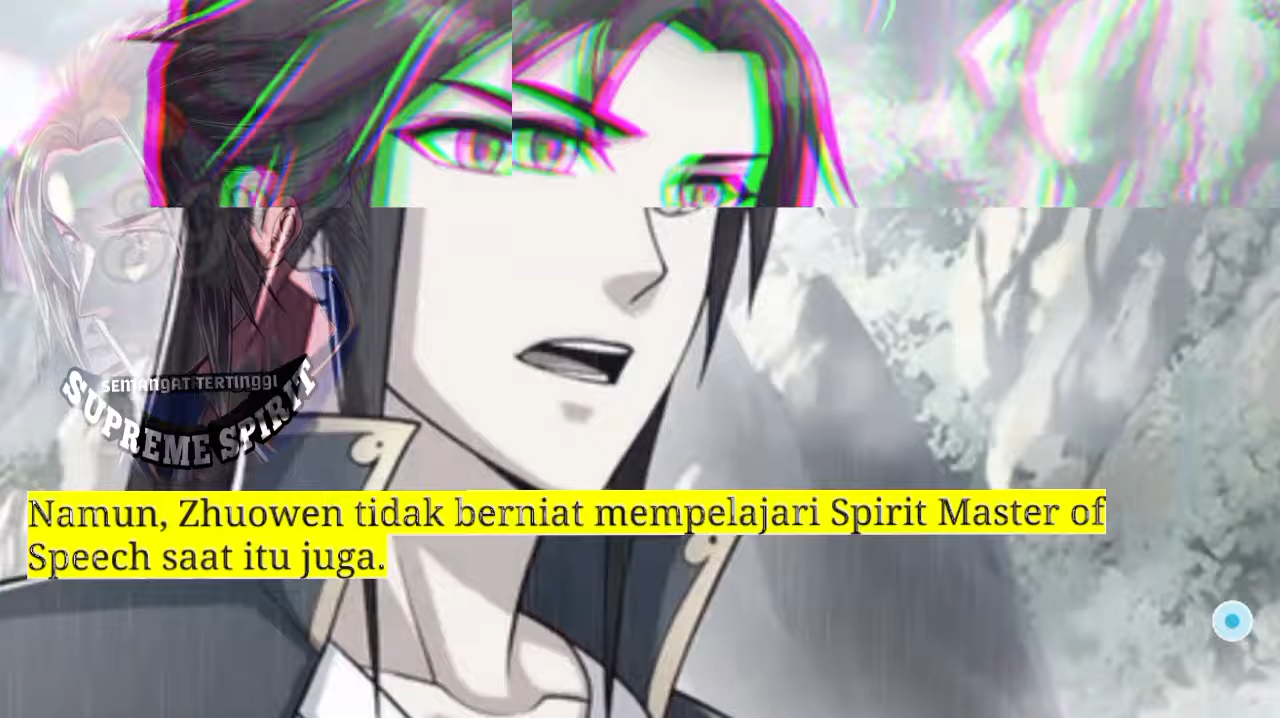 SEMANGAT TERTINGGI
SUPREME SPIRIT
Namun, Zhuowen tidak berniat mempelajari Spirit Master of
Speech saat itu juga.